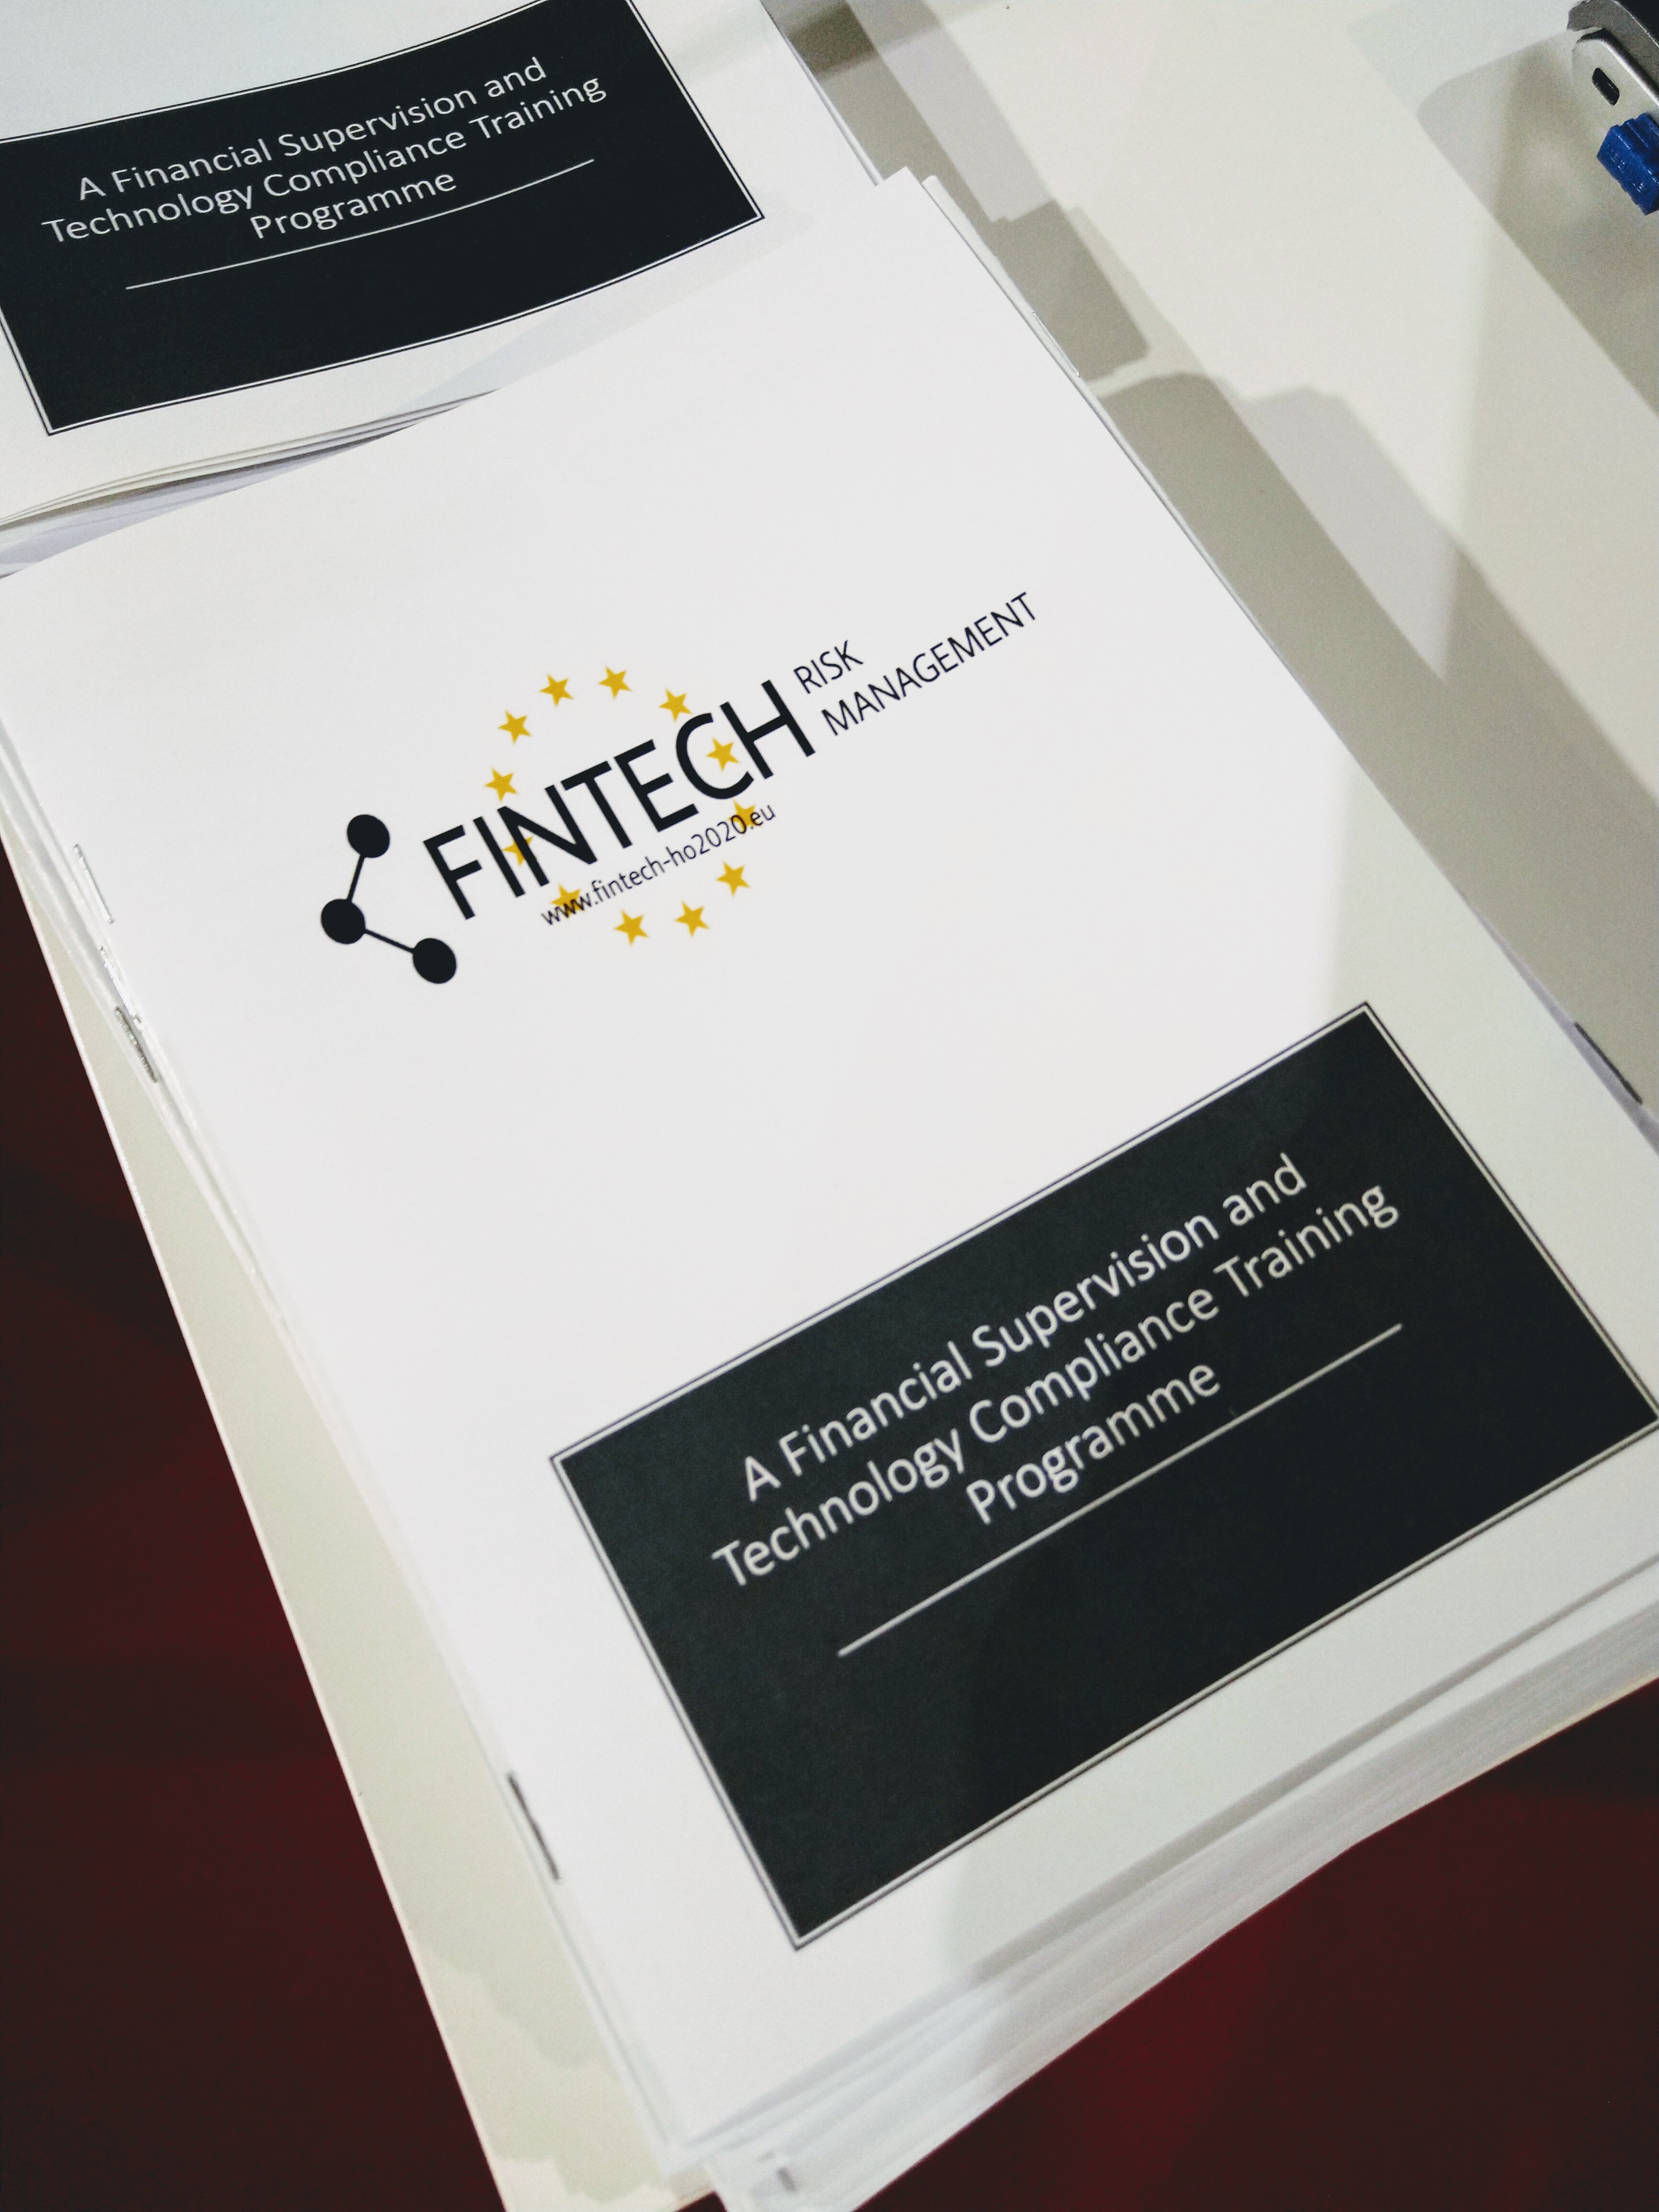 A Financial Supervision and
Technology Compliance Training
Programme
FINTECH
RISK
MANAGEMENT
www.fintech-ho2020.eu
A Financial Supervision and
Technology Compliance Training
Programme